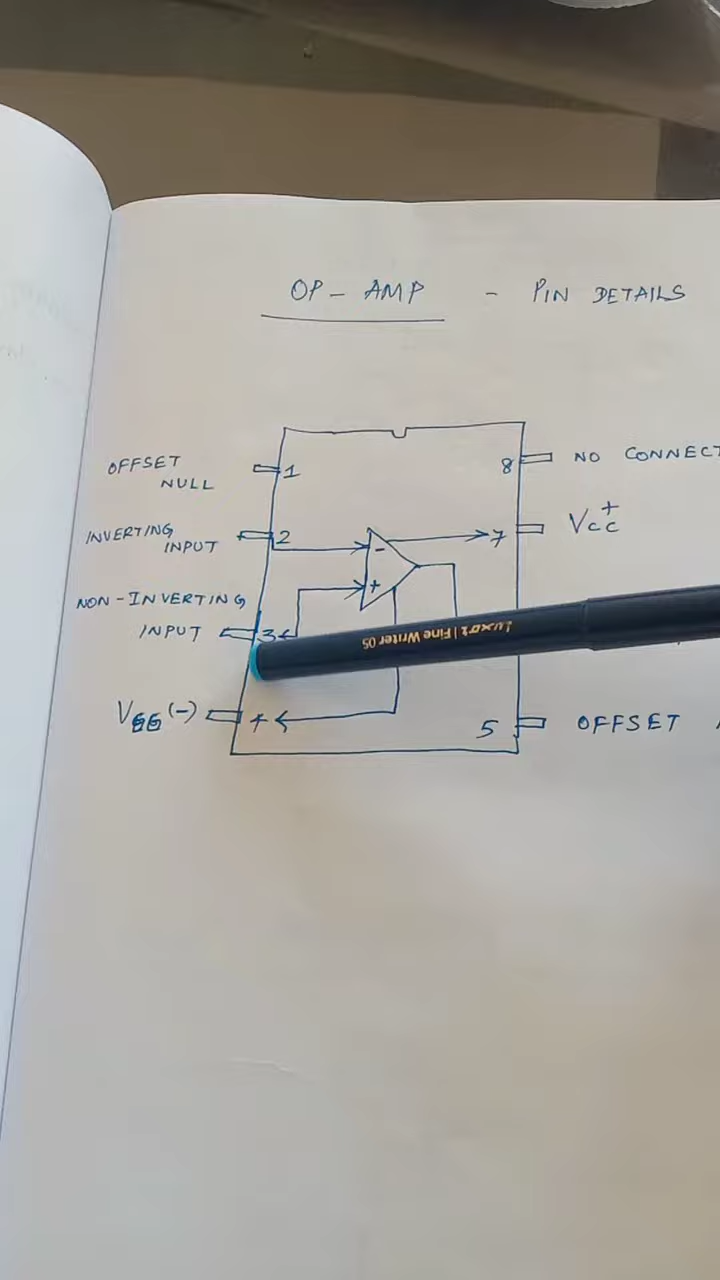 OP - AMP - PIN DETAILS
OFFSET
NULL
1
8
NO CONNECT
INVERTING
INPUT
2
-
7
Vcc+
NON-INVERTING
INPUT
3
+
Luxor | Fine Writer 05
(-)
4
5
OFFSET